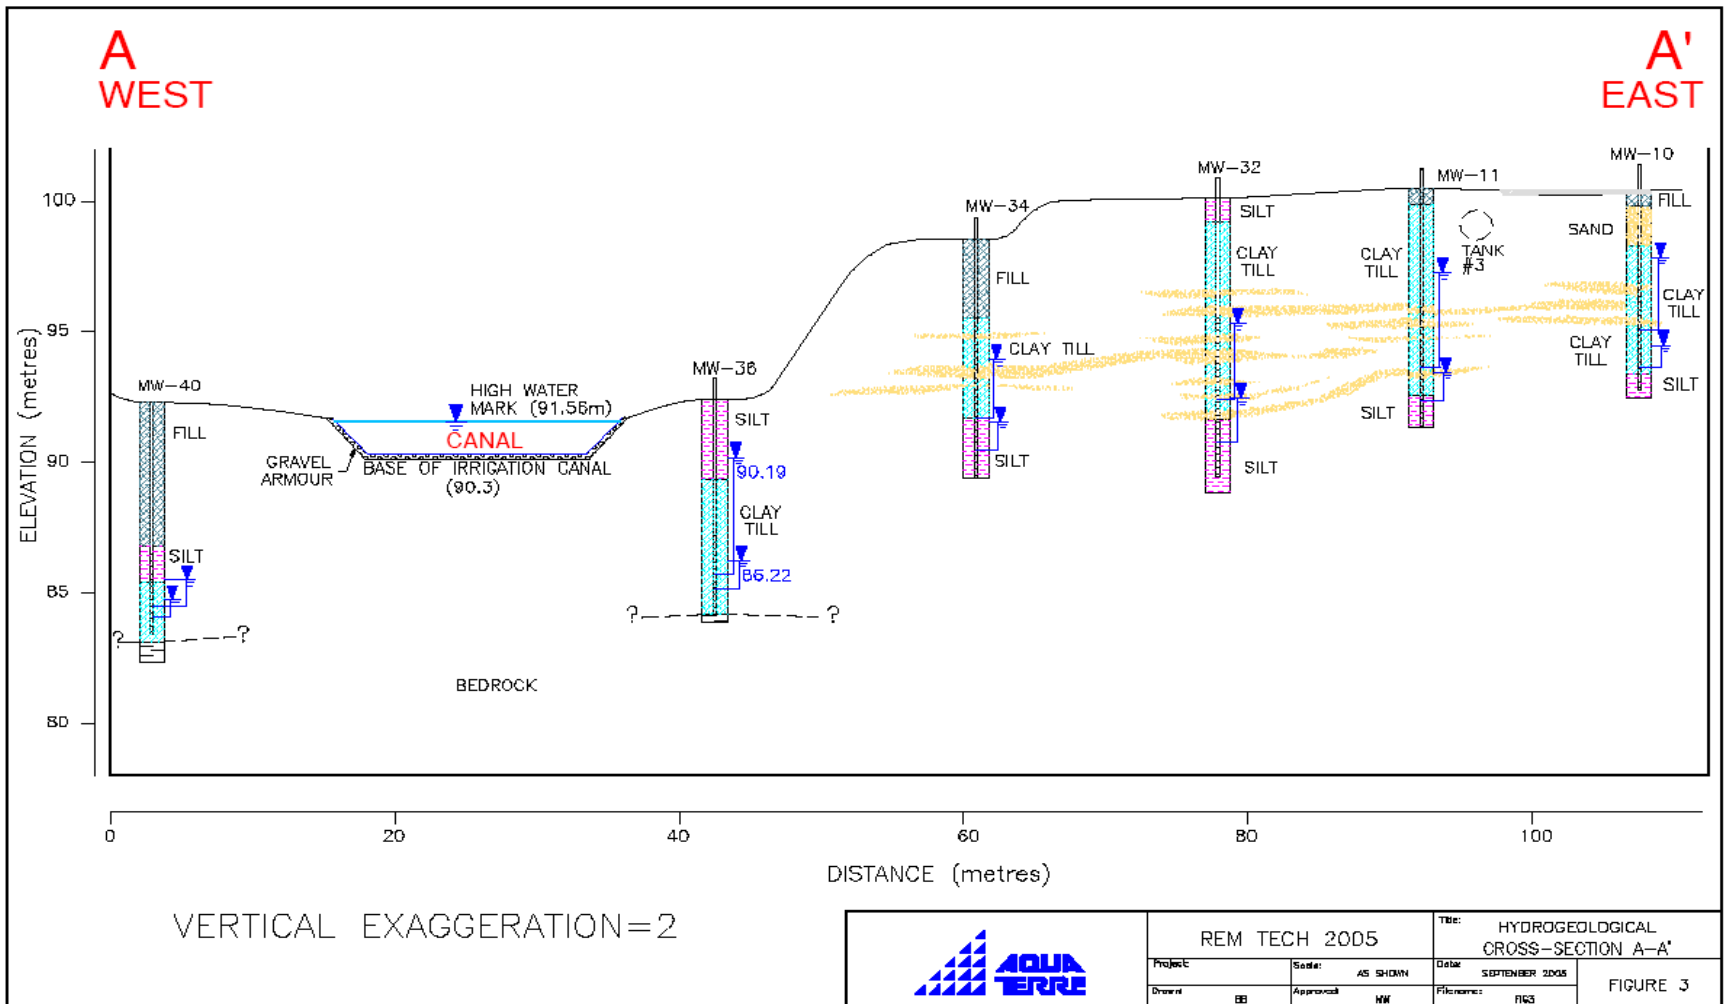 A
WEST
A'
EAST
MW-10
MW-32
MW-11
MW-34
100
FILL
SILT
SAND
CLAY
TILL
CLAY
TILL
TANK
#3
FILL
CLAY
TILL
95
CLAY TILL
CLAY
TILL
MW-36
MW-40
HIGH WATER
MARK (91.56m)
SILT
SILT
SILT
FILL
CANAL
90
GRAVEL
ARMOUR
BASE OF IRRIGATION CANAL
(90.3)
90.19
SILT
SILT
CLAY
TILL
SILT
86.22
85
? ?
? ?
BEDROCK
80
ELEVATION (metres)
0 20 40 60 80 100
DISTANCE (metres)
VERTICAL EXAGGERATION=2
AQUA
TERRE
REM TECH 2005
Title:
HYDROGEOLOGICAL
CROSS-SECTION A-A'
Project:
Scale: AS SHOWN
Date: SEPTEMBER 2005
Drawn BB
Approved: NW
Filename: FIG3
FIGURE 3